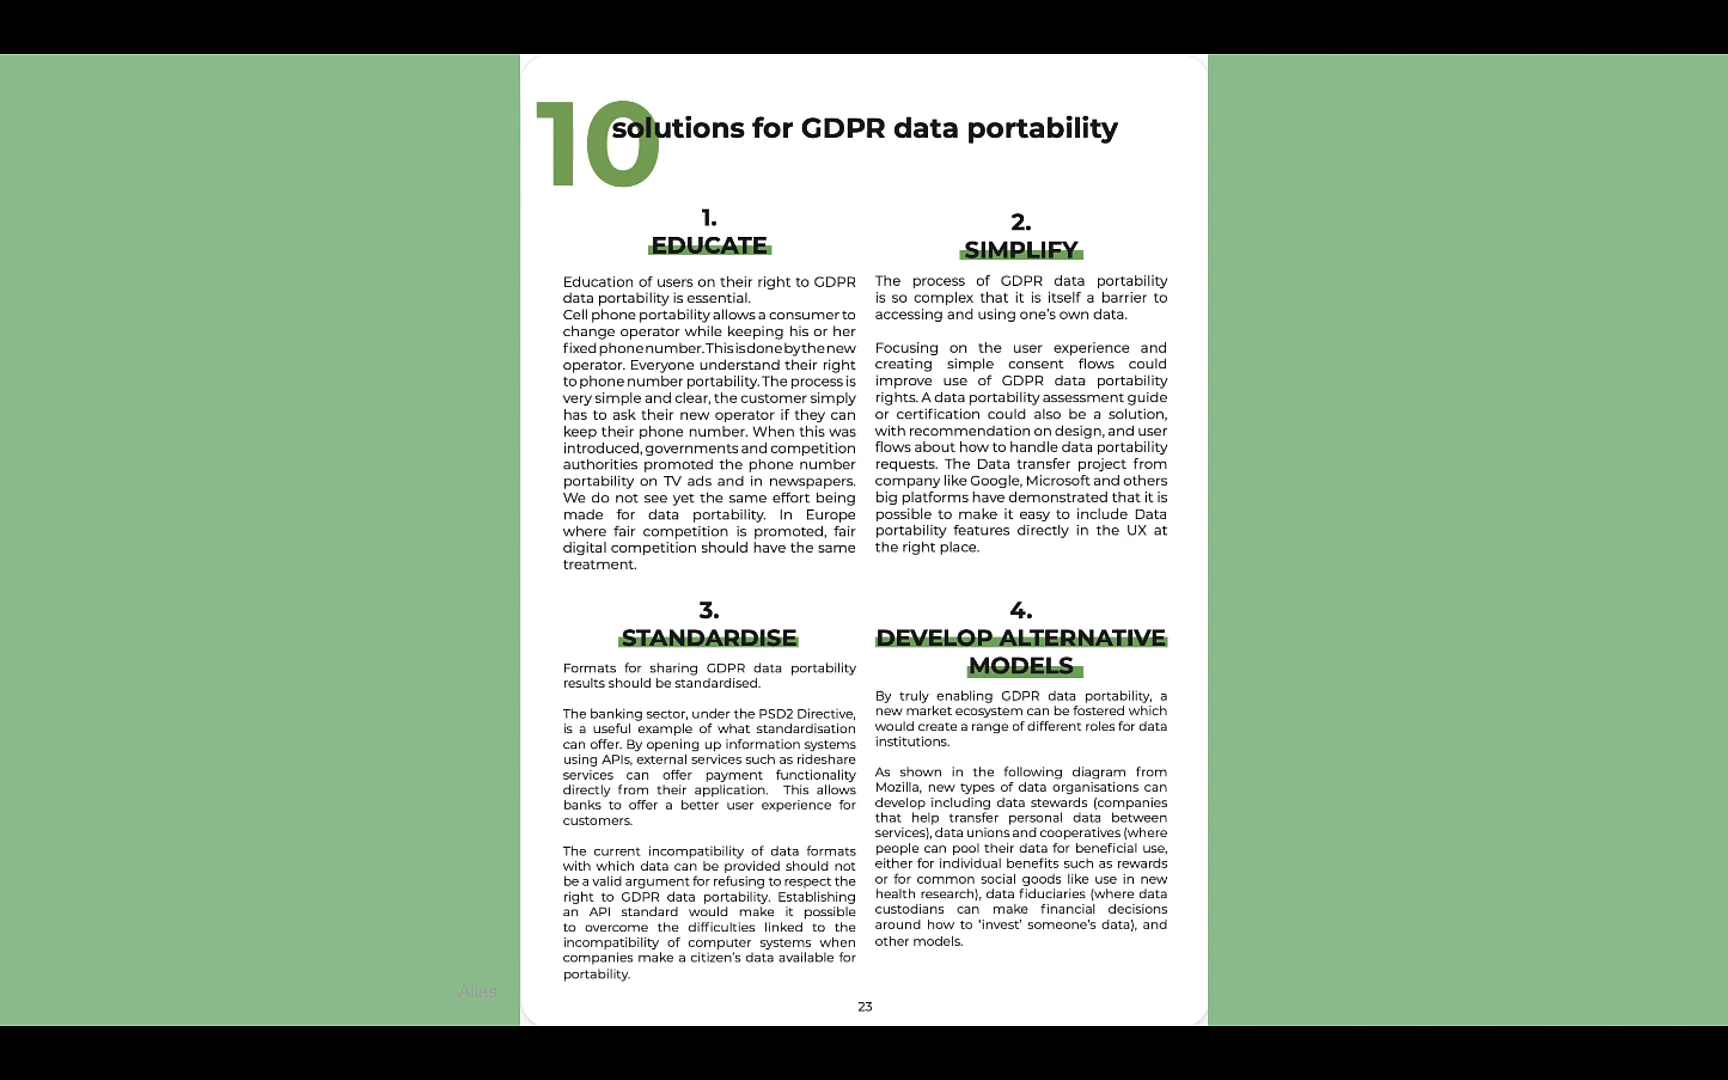 10
solutions for GDPR data portability
1.
EDUCATE
Education of users on their right to GDPR
data portability is essential.
Cell phone portability allows a consumer to
change operator while keeping his or her
fixed phone number. This is done by the new
operator. Everyone understand their right
to phone number portability. The process is
very simple and clear, the customer simply
has to ask their new operator if they can
keep their phone number. When this was
introduced, governments and competition
authorities promoted the phone number
portability on TV ads and in newspapers.
We do not see yet the same effort being
made for data portability. In Europe
where fair competition is promoted, fair
digital competition should have the same
treatment.
2.
SIMPLIFY
The process of GDPR data portability
is so complex that it is itself a barrier to
accessing and using one's own data.
Focusing on the user experience and
creating simple consent flows could
improve use of GDPR data portability
rights. A data portability assessment guide
or certification could also be a solution,
with recommendation on design, and user
flows about how to handle data portability
requests. The Data transfer project from
company like Google, Microsoft and others
big platforms have demonstrated that it is
possible to make it easy to include Data
portability features directly in the UX at
the right place.
3.
STANDARDISE
Formats for sharing GDPR data portability
results should be standardised.
The banking sector, under the PSD2 Directive,
is a useful example of what standardisation
can offer. By opening up information systems
using APIs, external services such as rideshare
services can offer payment functionality
directly from their application. This allows
banks to offer a better user experience for
customers.
The current incompatibility of data formats
with which data can be provided should not
be a valid argument for refusing to respect the
right to GDPR data portability. Establishing
an API standard would make it possible
to overcome the difficulties linked to the
incompatibility of computer systems when
companies make a citizen's data available for
portability.
4.
DEVELOP ALTERNATIVE
MODELS
By truly enabling GDPR data portability, a
new market ecosystem can be fostered which
would create a range of different roles for data
institutions.
As shown in the following diagram from
Mozilla, new types of data organisations can
develop including data stewards (companies
that help transfer personal data between
services), data unions and cooperatives (where
people can pool their data for beneficial use,
either for individual benefits such as rewards
or for common social goods like use in new
health research), data fiduciaries (where data
custodians can make financial decisions
around how to 'invest' someone's data), and
other models.
Alias
23